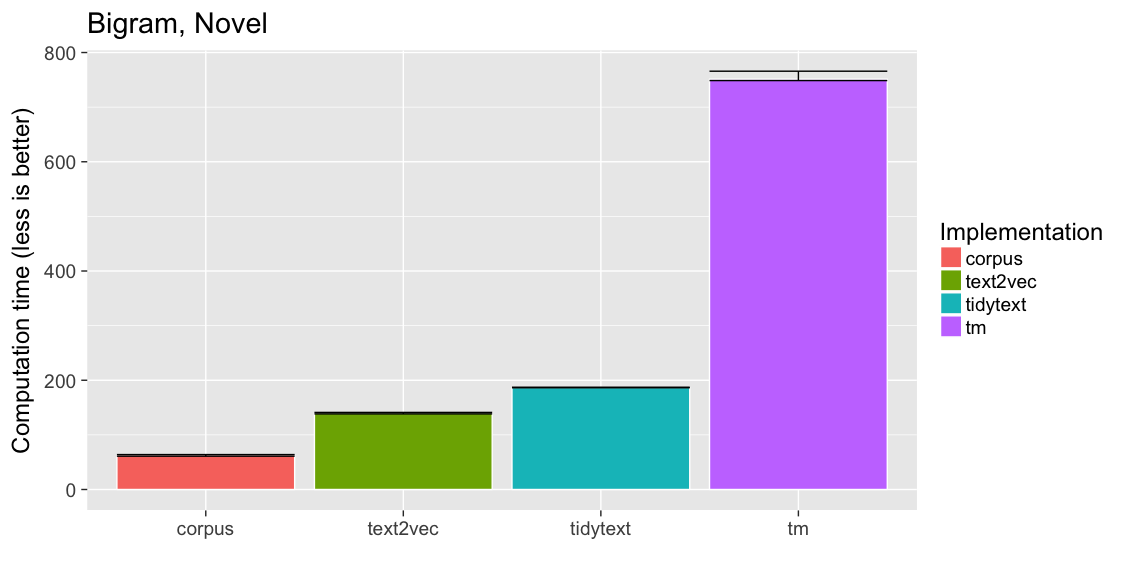 Bigram, Novel
Computation time (less is better)
800
600
400
200
0
corpus
text2vec
tidytext
tm
Implementation
corpus
text2vec
tidytext
tm